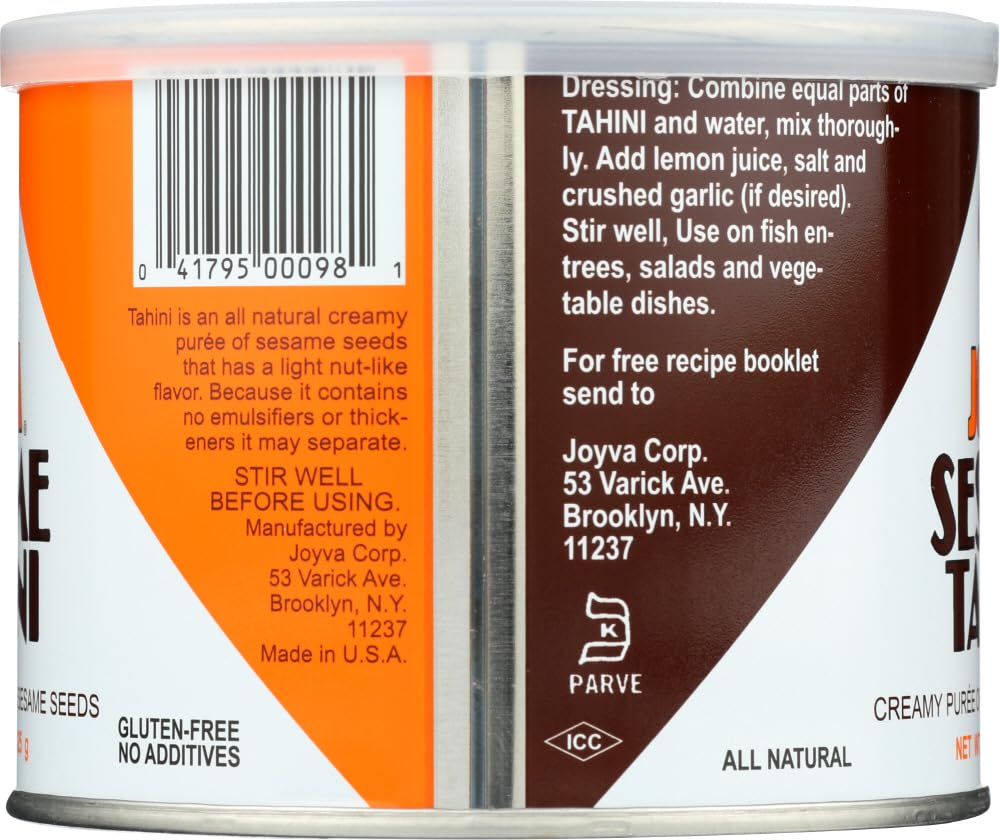 0 41795 00098 1
Tahini is an all natural creamy
purée of sesame seeds
that has a light nut-like
flavor. Because it contains
no emulsifiers or thick-
eners it may separate.
STIR WELL
BEFORE USING.
Manufactured by
Joyva Corp.
53 Varick Ave.
Brooklyn, N.Y.
11237
Made in U.S.A.
SESAME SEEDS
GLUTEN-FREE
NO ADDITIVES
Dressing: Combine equal parts of
TAHINI and water, mix thorough-
ly. Add lemon juice, salt and
crushed garlic (if desired).
Stir well, Use on fish en-
trees, salads and vege-
table dishes.
For free recipe booklet
send to
Joyva Corp.
53 Varick Ave.
Brooklyn, N.Y.
11237
K
PARVE
ICC
ALL NATURAL
SES
TA
CREAMY PURÉE
NET